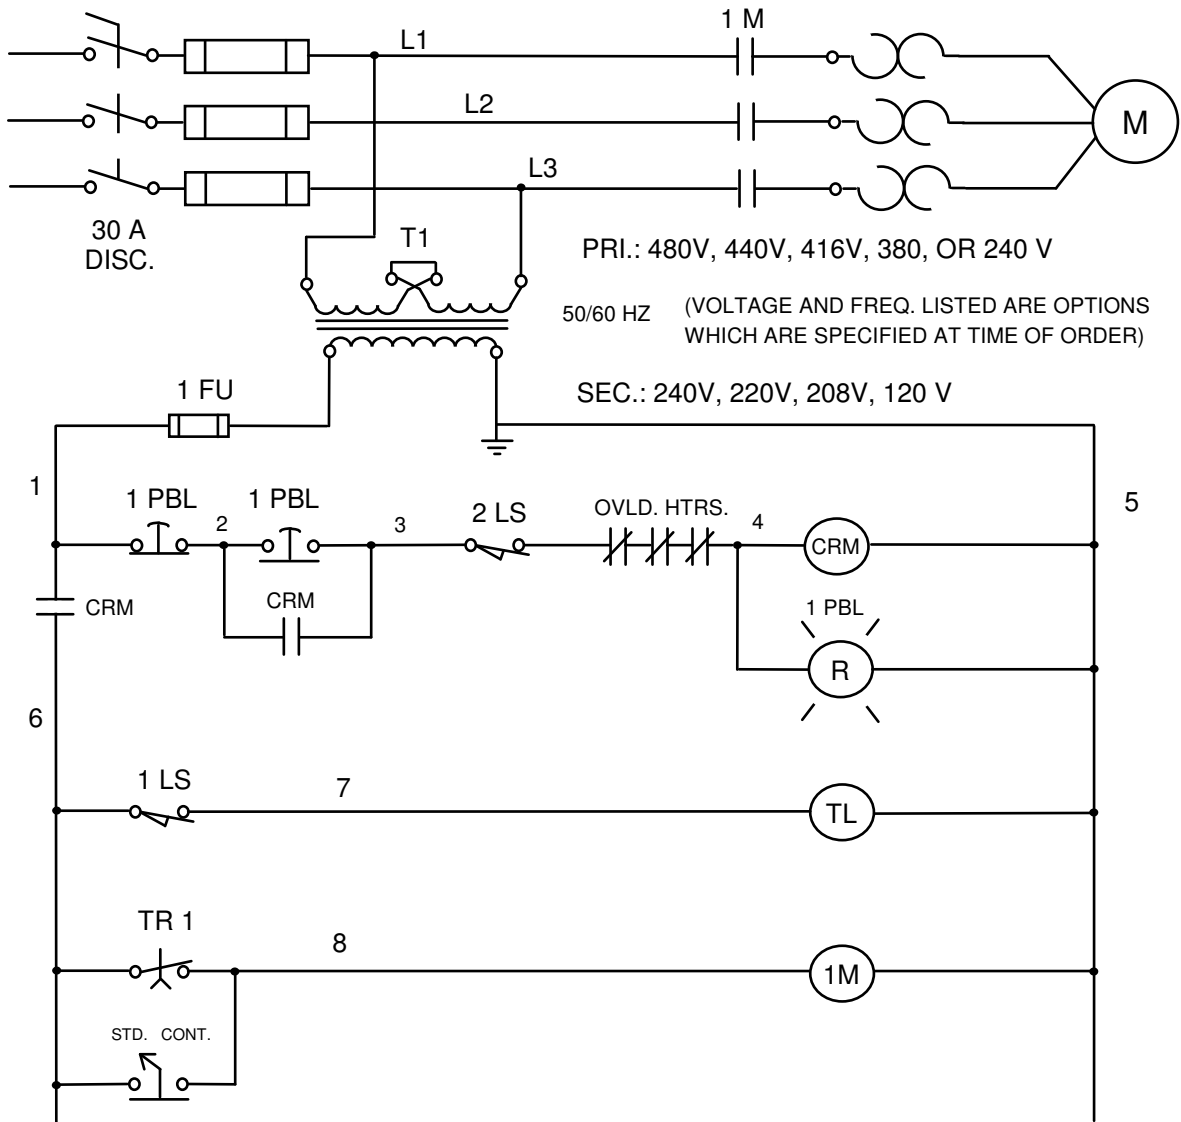 1 M
L1
L2
M
L3
30 A
DISC.
T1
PRI.: 480V, 440V, 416V, 380, OR 240 V
50/60 HZ
(VOLTAGE AND FREQ. LISTED ARE OPTIONS
WHICH ARE SPECIFIED AT TIME OF ORDER)
1 FU
SEC.: 240V, 220V, 208V, 120 V
1
1 PBL
2
1 PBL
3
2 LS
OVLD. HTRS.
4
5
CRM
CRM
CRM
1 PBL
R
6
1 LS
7
TL
TR 1
8
1M
STD. CONT.